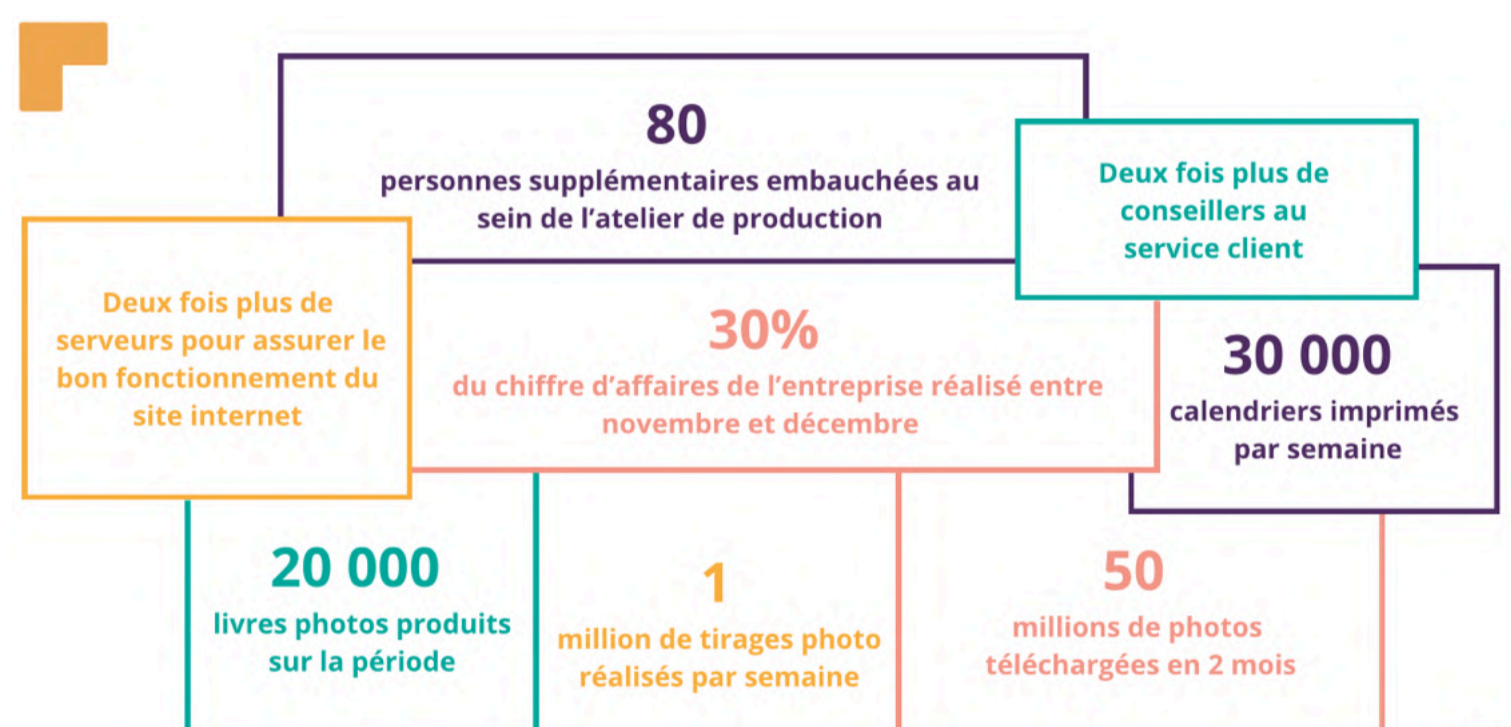 80
personnes supplémentaires embauchées au
sein de l’atelier de production
Deux fois plus de
conseillers au
service client
Deux fois plus de
serveurs pour assurer le
bon fonctionnement du
site internet
30%
du chiffre d’affaires de l’entreprise réalisé entre
novembre et décembre
30 000
calendriers imprimés
par semaine
20 000
livres photos produits
sur la période
1
million de tirages photo
réalisés par semaine
50
millions de photos
téléchargées en 2 mois